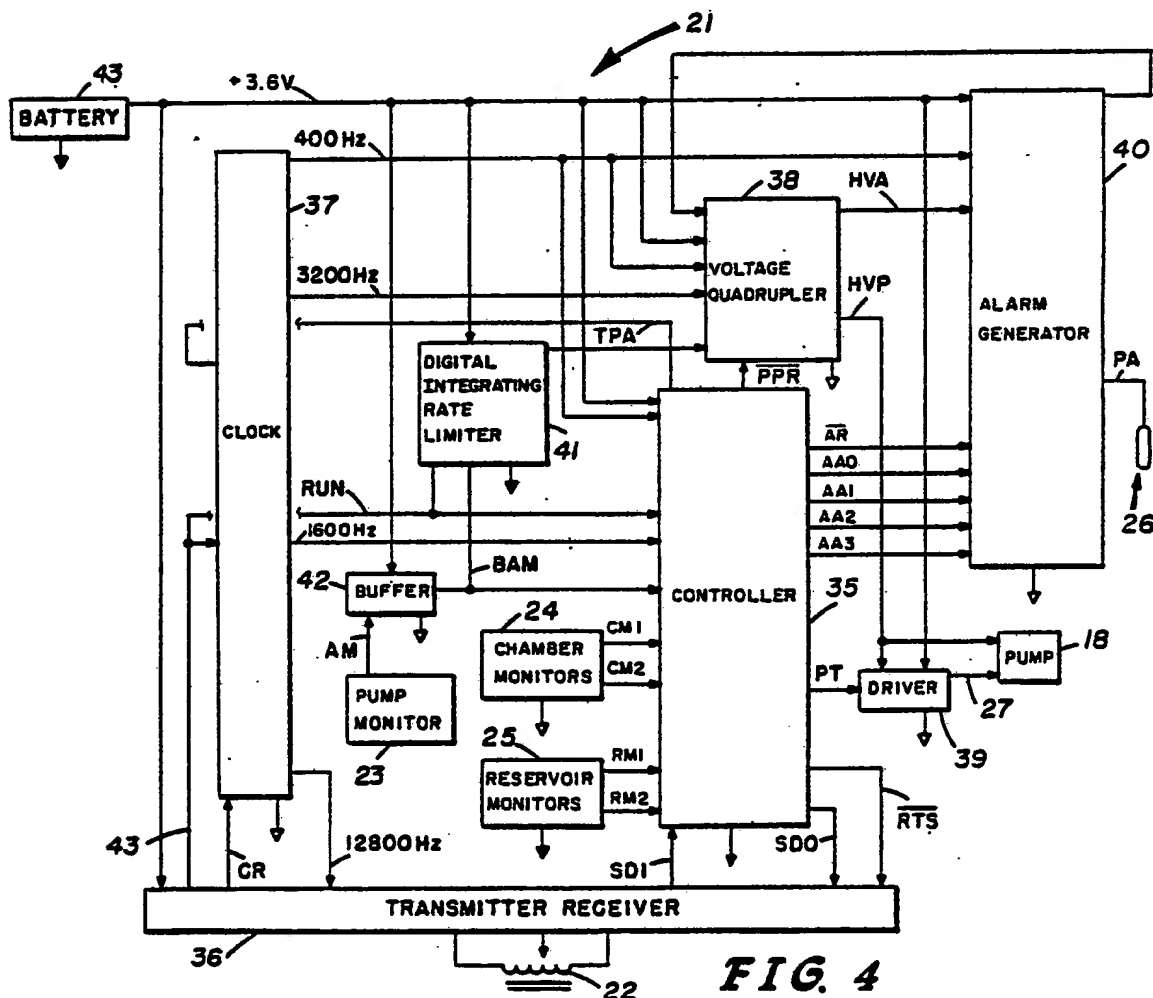 21
43
+3.6V
BATTERY
400Hz
40
37
38
HVA
3200Hz
VOLTAGE
QUADRUPLER
HVP
ALARM
GENERATOR
TPA
DIGITAL
INTEGRATING
RATE
LIMITER
PPR
PA
CLOCK
41
AR
AA0
RUN
AA1
26
1600Hz
AA2
BAM
AA3
42
BUFFER
CONTROLLER
35
24
CM1
AM
CHAMBER
MONITORS
CM2
18
PUMP
PT
DRIVER
PUMP
MONITOR
27
25
39
23
RM1
RESERVOIR
MONITORS
RM2
RTS
43
12800Hz
SDO
CR
SDI
TRANSMITTER RECEIVER
36
22
FIG. 4